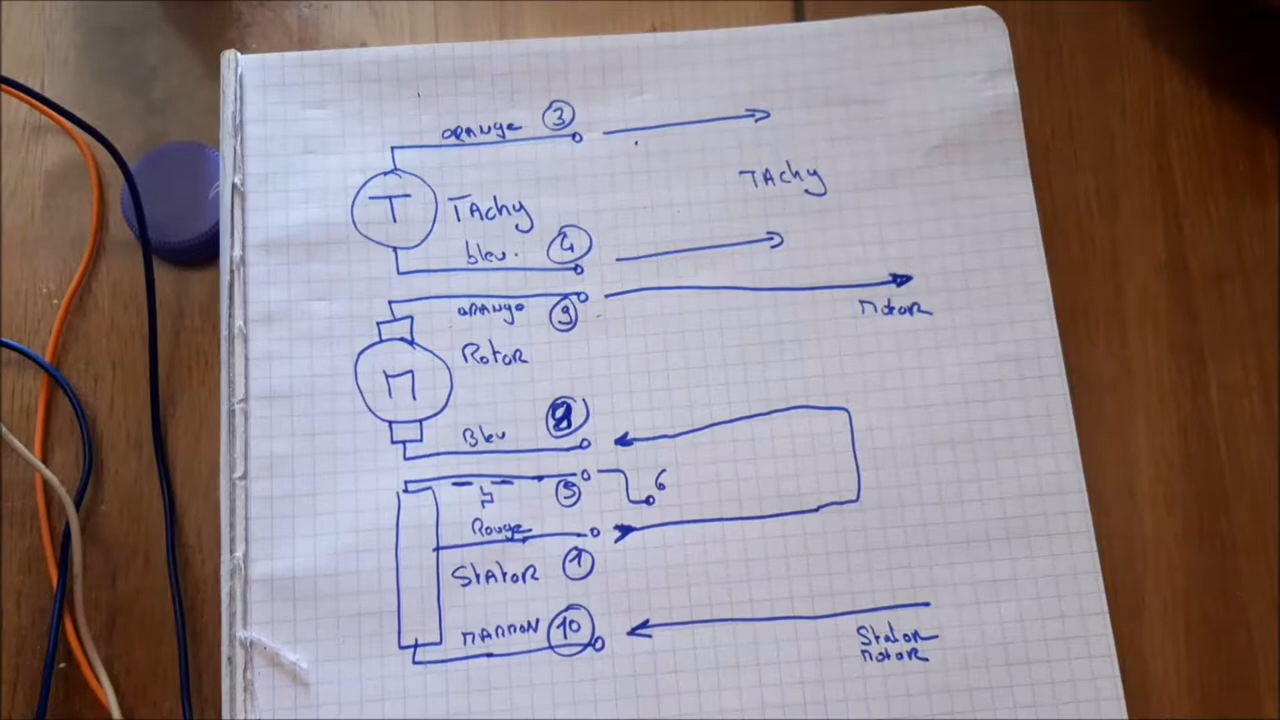 ORANGE 3
T TAchy
TAchy
bleu. 4
ORANGE 9
Motor
Rotor
M
Bleu 8
5
6
Rouge
Stator 1
MARRON 10
Stator
Motor